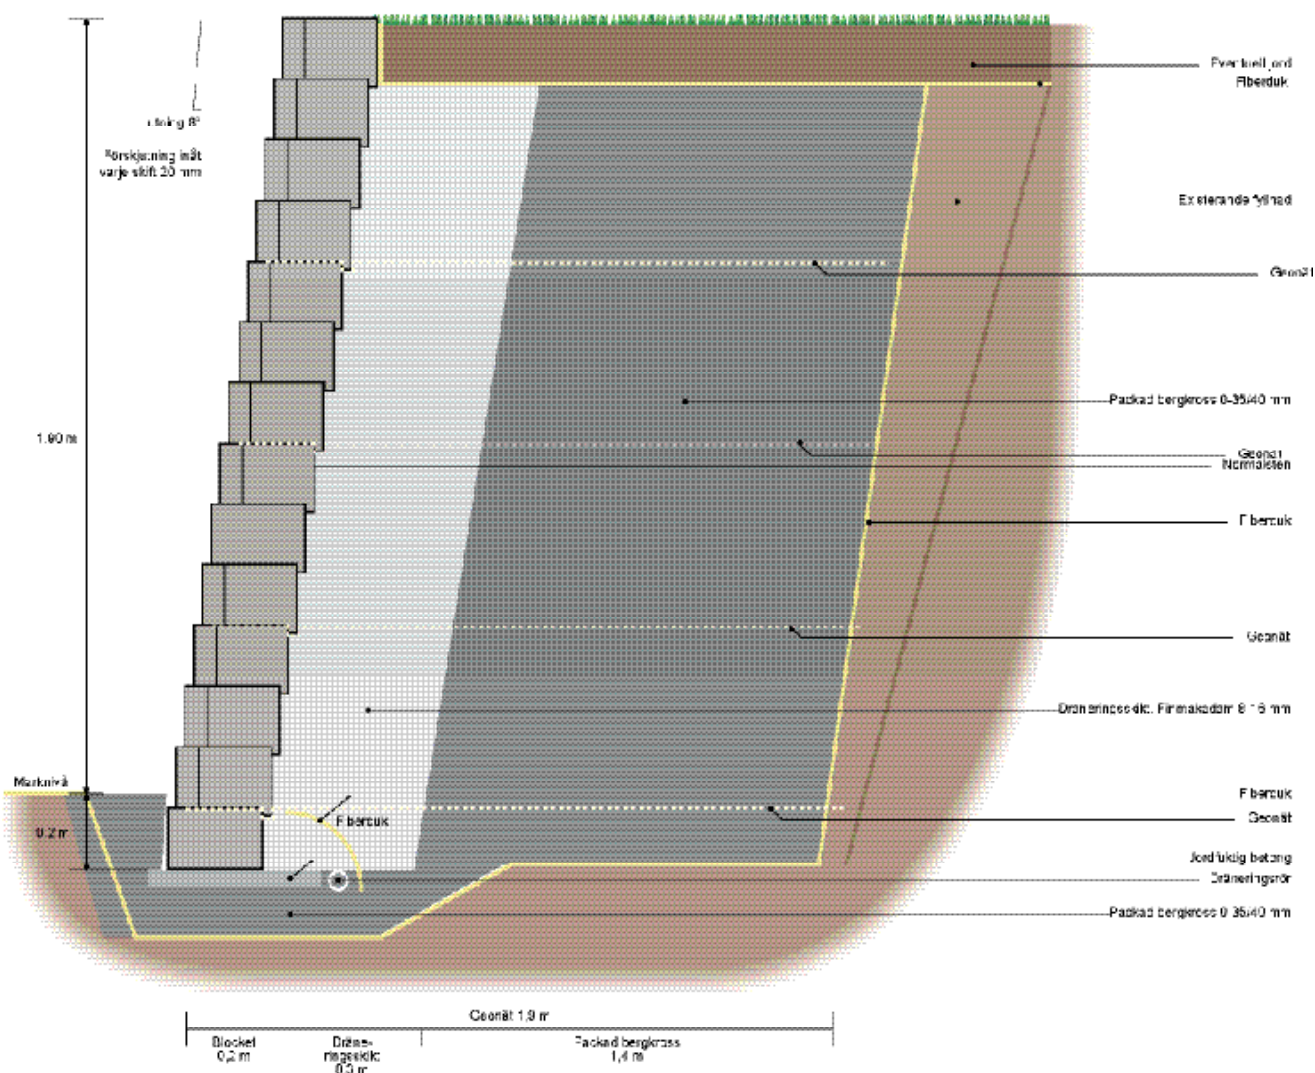 Eventuell jord
Fiberduk
utning 8°
Förskjutning inåt
varje skift 20 mm
Existerande fyllnad
Geonät
Packad bergkross 0-35/40 mm
1.90 m
Geonät
Normalsten
Fiberduk
Geonät
Dräneringsskikt. Finmakadam 8-16 mm
Marknivå
Fiberduk
Fiberduk
Geonät
0.2 m
Jordfuktig betong
Dräneringsrör
Packad bergkross 0-35/40 mm
Geonät 1,9 m
Blocket
0,2 m
Dräne-
ringsskikt
0,3 m
Packad bergkross
1,4 m